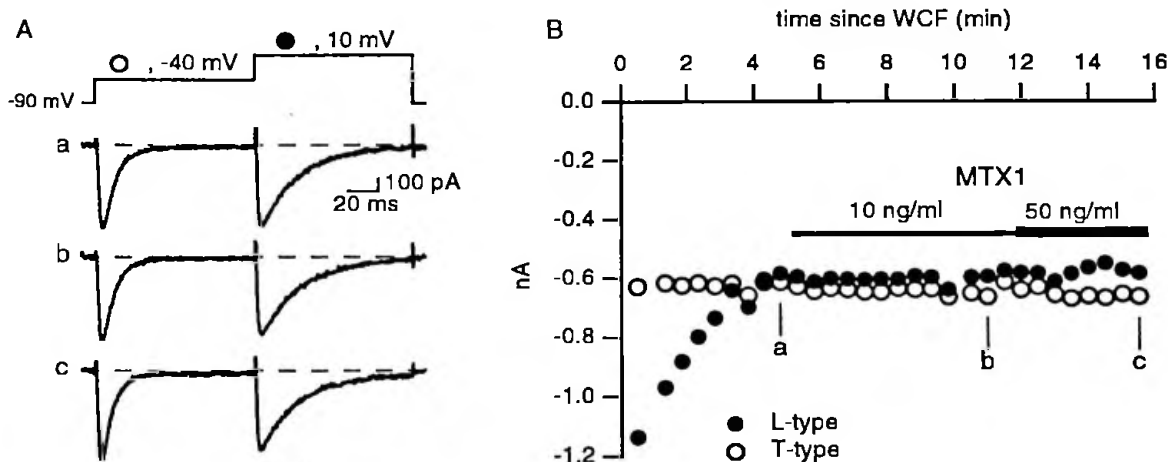 A
○ , -40 mV
● , 10 mV
-90 mV
a
100 pA
20 ms
b
c
B
time since WCF (min)
0 2 4 6 8 10 12 14 16
0.0
-0.2
-0.4
-0.6
-0.8
-1.0
-1.2
nA
MTX1
10 ng/ml
50 ng/ml
a
b
c
● L-type
○ T-type